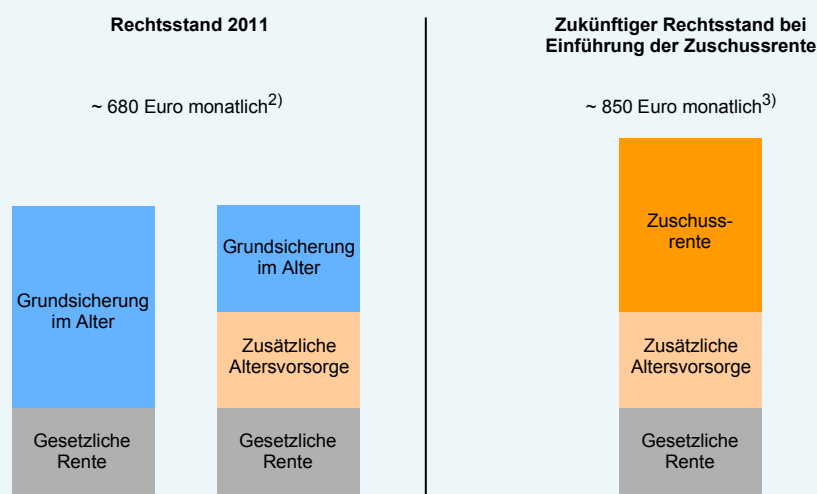 Rechtsstand 2011
~ 680 Euro monatlich2)
Grundsicherung
im Alter
Gesetzliche
Rente
Grundsicherung
im Alter
Zusätzliche
Altersvorsorge
Gesetzliche
Rente
Zukünftiger Rechtsstand bei
Einführung der Zuschussrente
~ 850 Euro monatlich3)
Zuschuss-
rente
Zusätzliche
Altersvorsorge
Gesetzliche
Rente